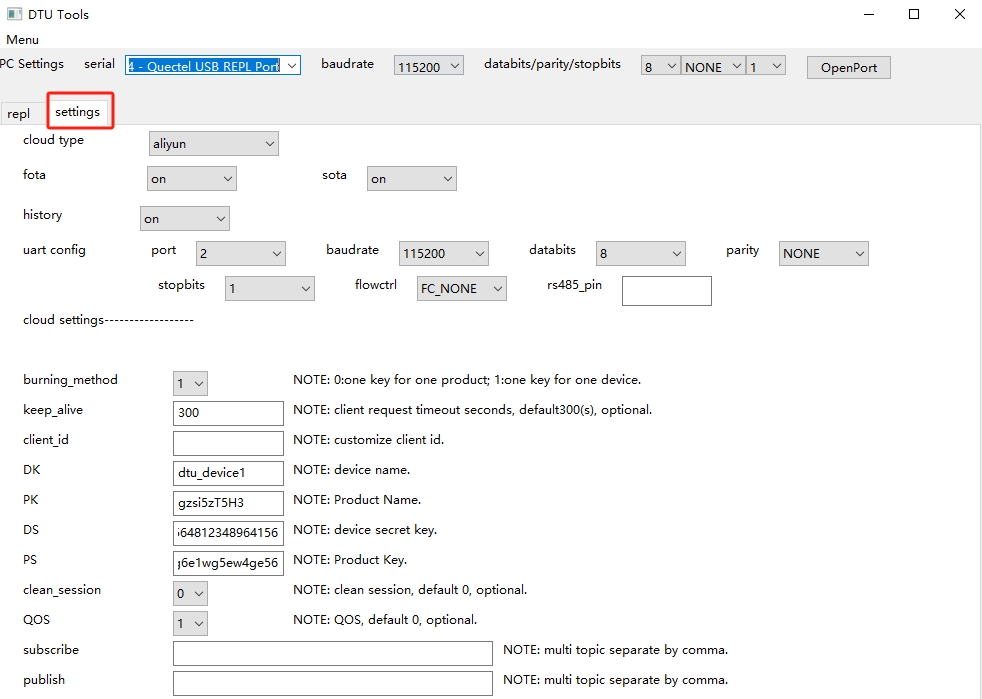 DTU Tools
Menu
PC Settings serial 4 - Quectel USB REPL Port baudrate 115200 databits/parity/stopbits 8 NONE 1 OpenPort
repl settings
cloud type aliyun
fota on sota on
history on
uart config port 2 baudrate 115200 databits 8 parity NONE
stopbits 1 flowctrl FC_NONE rs485_pin
cloud settings------------------
burning_method 1 NOTE: 0:one key for one product; 1:one key for one device.
keep_alive 300 NOTE: client request timeout seconds, default300(s), optional.
client_id NOTE: customize client id.
DK dtu_device1 NOTE: device name.
PK gzsi5zT5H3 NOTE: Product Name.
DS 64812348964156 NOTE: device secret key.
PS 6e1wg5ew4ge56 NOTE: Product Key.
clean_session 0 NOTE: clean session, default 0, optional.
QOS 1 NOTE: QOS, default 0, optional.
subscribe NOTE: multi topic separate by comma.
publish NOTE: multi topic separate by comma.